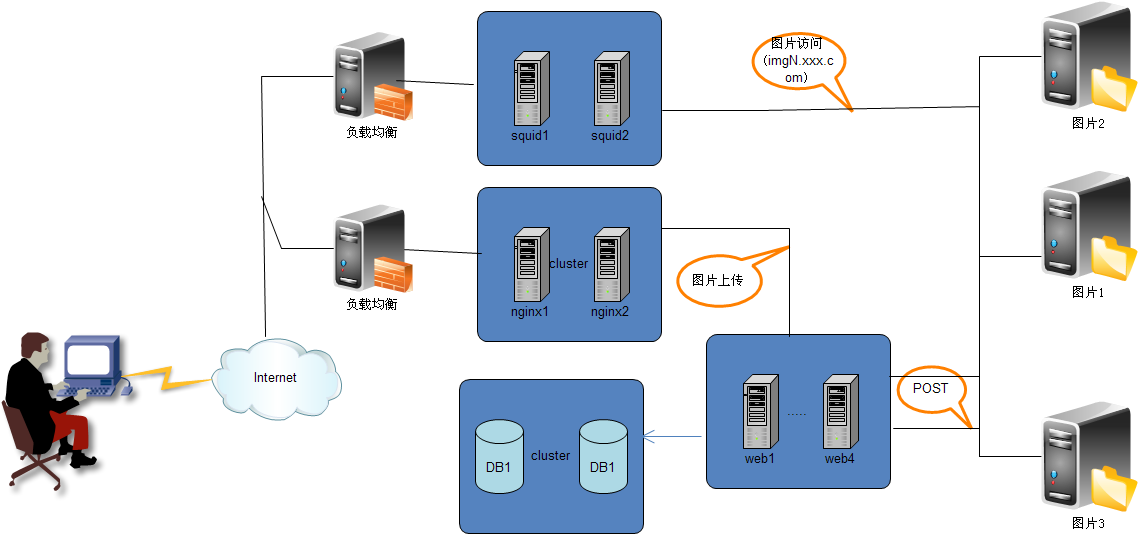 图片访问
(imgN.xxx.c
om)
squid1
squid2
负载均衡
图片2
cluster
nginx1
nginx2
图片上传
负载均衡
图片1
Internet
POST
.....
web1
web4
cluster
DB1
DB1
图片3